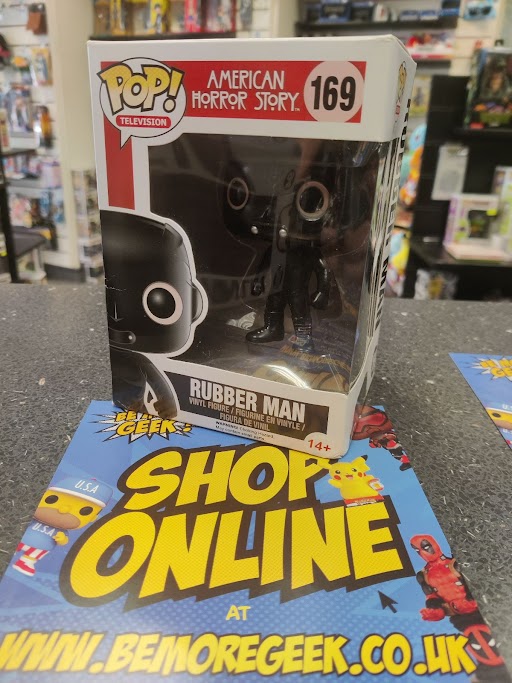 POP!
TELEVISION
AMERICAN
HORROR STORY
169
RUBBER MAN
VINYL FIGURE / FIGURINE EN VINYLE /
FIGURA DE VINIL
14+
BE MORE
GEEK
SHOP
ONLINE
AT
WWW.BEMOREGEEK.CO.UK
U.S.A
U.S.A